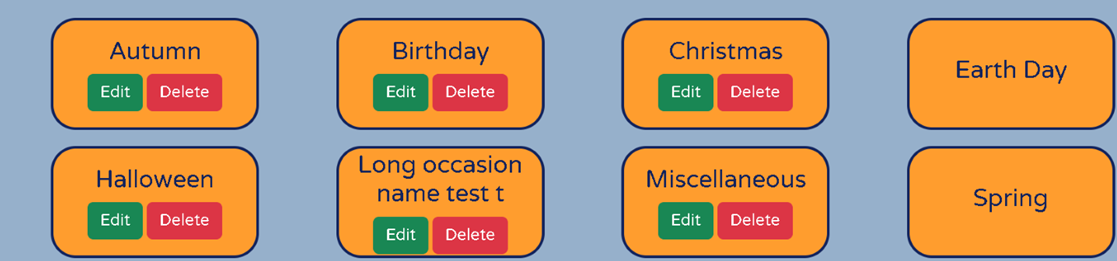 Autumn
Edit Delete
Birthday
Edit Delete
Christmas
Edit Delete
Earth Day
Halloween
Edit Delete
Long occasion
name test t
Edit Delete
Miscellaneous
Edit Delete
Spring